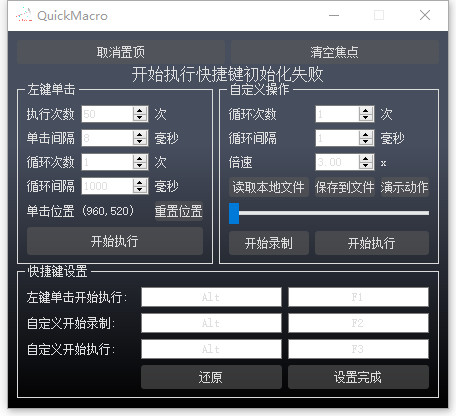 QuickMacro
取消置顶 清空焦点
开始执行快捷键初始化失败
左键单击
执行次数 50 次
单击间隔 8 毫秒
循环次数 1 次
循环间隔 1000 毫秒
单击位置 (960,520) 重置位置
开始执行
自定义操作
循环次数 1 次
循环间隔 1 毫秒
倍速 3.00 x
读取本地文件 保存到文件 演示动作
开始录制 开始执行
快捷键设置
左键单击开始执行: Alt F1
自定义开始录制: Alt F2
自定义开始执行: Alt F3
还原 设置完成